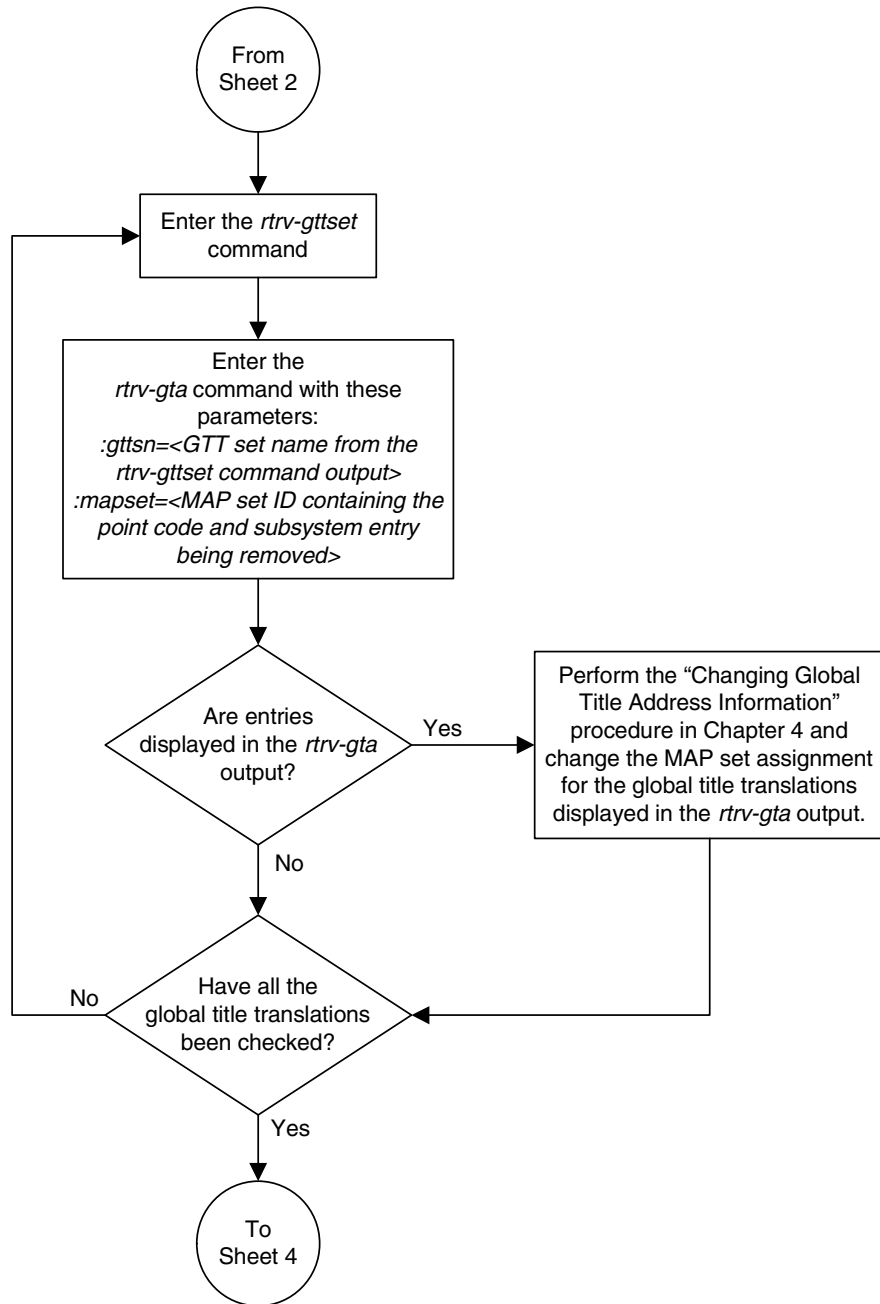 From
Sheet 2
Enter the rtrv-gttset
command
Enter the
rtrv-gta command with these
parameters:
:gttsn=<GTT set name from the
rtrv-gttset command output>
:mapset=<MAP set ID containing the
point code and subsystem entry
being removed>
Are entries
displayed in the rtrv-gta
output?
Yes
Perform the “Changing Global
Title Address Information”
procedure in Chapter 4 and
change the MAP set assignment
for the global title translations
displayed in the rtrv-gta output.
No
Have all the
global title translations
been checked?
No
Yes
To
Sheet 4